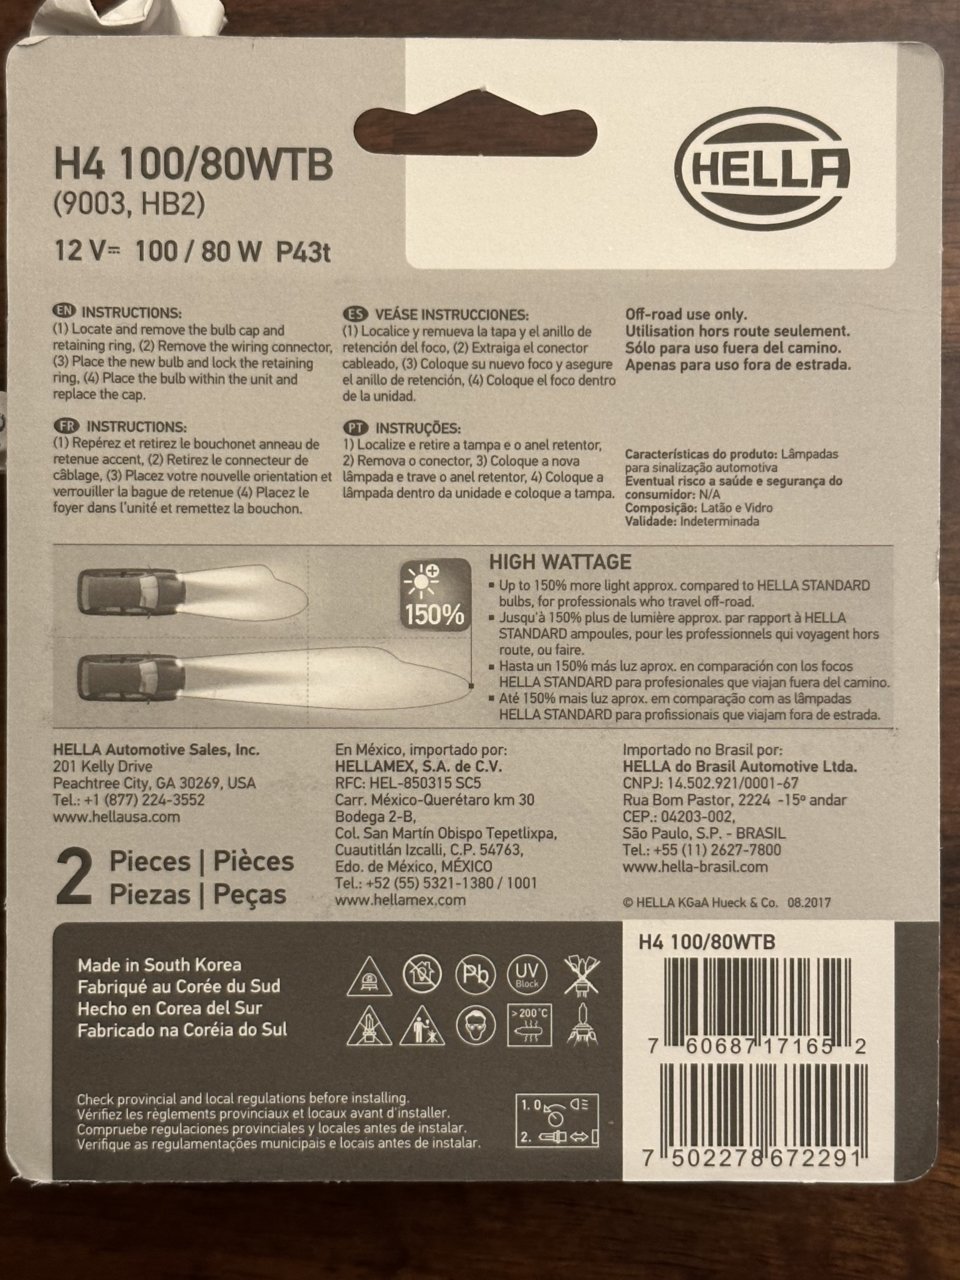 HELLA
H4 100/80WTB
(9003, HB2)
12 V= 100 / 80 W P43t
EN INSTRUCTIONS:
(1) Locate and remove the bulb cap and
retaining ring, (2) Remove the wiring connector,
(3) Place the new bulb and lock the retaining
ring, (4) Place the bulb within the unit and
replace the cap.
ES VEÁSE INSTRUCCIONES:
(1) Localice y remueva la tapa y el anillo de
retención del foco, (2) Extraiga el conector
cableado, (3) Coloque su nuevo foco y asegure
el anillo de retención, (4) Coloque el foco dentro
de la unidad.
Off-road use only.
Utilisation hors route seulement.
Sólo para uso fuera del camino.
Apenas para uso fora de estrada.
FR INSTRUCTIONS:
(1) Repérez et retirez le bouchonet anneau de
retenue accent, (2) Retirez le connecteur de
câblage, (3) Placez votre nouvelle orientation et
verrouiller la bague de retenue (4) Placez le
foyer dans l'unité et remettez la bouchon.
PT INSTRUÇÕES:
1) Localize e retire a tampa e o anel retentor,
2) Remova o conector, 3) Coloque a nova
lâmpada e trave o anel retentor, 4) Coloque a
lâmpada dentro da unidade e coloque a tampa.
Características do produto: Lâmpadas
para sinalização automotiva
Eventual risco a saúde e segurança do
consumidor: N/A
Composição: Latão e Vidro
Validade: Indeterminada
150%
HIGH WATTAGE
▪ Up to 150% more light approx. compared to HELLA STANDARD
bulbs, for professionals who travel off-road.
▪ Jusqu'à 150% plus de lumière approx. par rapport à HELLA
STANDARD ampoules, pour les professionnels qui voyagent hors
route, ou faire.
▪ Hasta un 150% más luz aprox. en comparación con los focos
HELLA STANDARD para profesionales que viajan fuera del camino.
▪ Até 150% mais luz aprox. em comparação com as lâmpadas
HELLA STANDARD para profissionais que viajam fora de estrada.
HELLA Automotive Sales, Inc.
201 Kelly Drive
Peachtree City, GA 30269, USA
Tel.: +1 (877) 224-3552
www.hellausa.com
2 Pieces | Pièces
Piezas | Peças
En México, importado por:
HELLAMEX, S.A. de C.V.
RFC: HEL-850315 SC5
Carr. México-Querétaro km 30
Bodega 2-B,
Col. San Martín Obispo Tepetlixpa,
Cuautitlán Izcalli, C.P. 54763,
Edo. de México, MÉXICO
Tel.: +52 (55) 5321-1380 / 1001
www.hellamex.com
Importado no Brasil por:
HELLA do Brasil Automotive Ltda.
CNPJ: 14.502.921/0001-67
Rua Bom Pastor, 2224 -15º andar
CEP.: 04203-002,
São Paulo, S.P. - BRASIL
Tel.: +55 (11) 2627-7800
www.hella-brasil.com
© HELLA KGaA Hueck & Co. 08.2017
Made in South Korea
Fabriqué au Corée du Sud
Hecho en Corea del Sur
Fabricado na Coréia do Sul
Pb
UV
Block
>200°C
Check provincial and local regulations before installing.
Vérifiez les règlements provinciaux et locaux avant d'installer.
Compruebe regulaciones provinciales y locales antes de instalar.
Verifique as regulamentações municipais e locais antes de instalar.
1. 0
2.
H4 100/80WTB
7 60687 17165 2
7 502278 672291